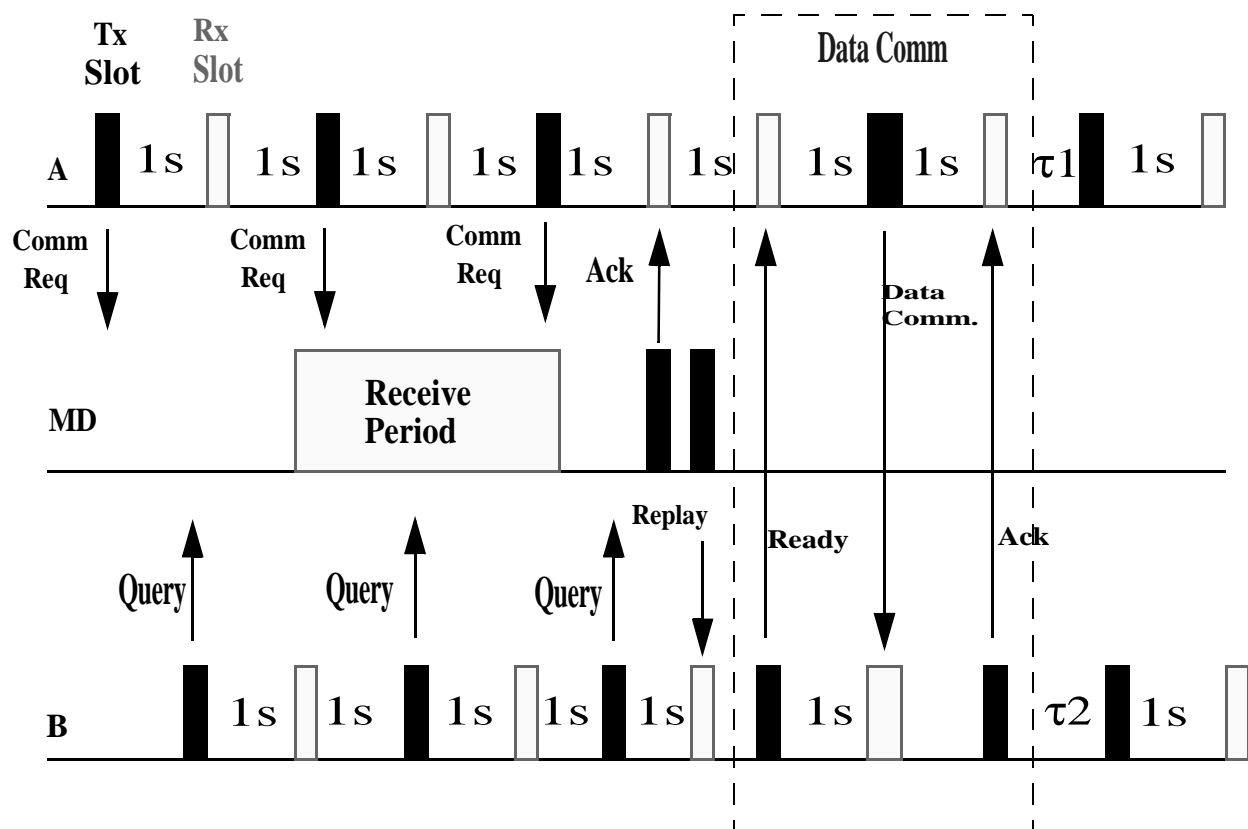 Tx
Slot
Rx
Slot
Data Comm
A
1s
1s
1s
1s
1s
1s
1s
1s
τ1
1s
Comm
Req
Comm
Req
Comm
Req
Ack
Data
Comm.
MD
Receive
Period
Replay
Ready
Ack
Query
Query
Query
B
1s
1s
1s
1s
1s
1s
τ2
1s